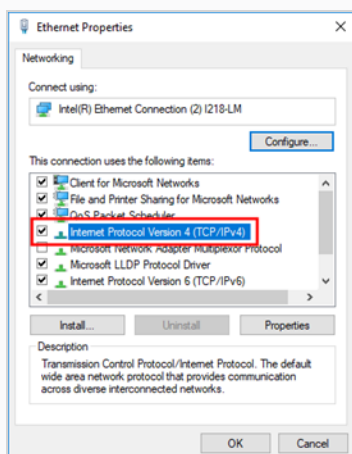 Ethernet Properties
Networking
Connect using:
Intel(R) Ethernet Connection (2) I218-LM
Configure...
This connection uses the following items:
Client for Microsoft Networks
File and Printer Sharing for Microsoft Networks
QoS Packet Scheduler
Internet Protocol Version 4 (TCP/IPv4)
Microsoft Network Adapter Multiplexor Protocol
Microsoft LLDP Protocol Driver
Internet Protocol Version 6 (TCP/IPv6)
Install...
Uninstall
Properties
Description
Transmission Control Protocol/Internet Protocol. The default
wide area network protocol that provides communication
across diverse interconnected networks.
OK
Cancel